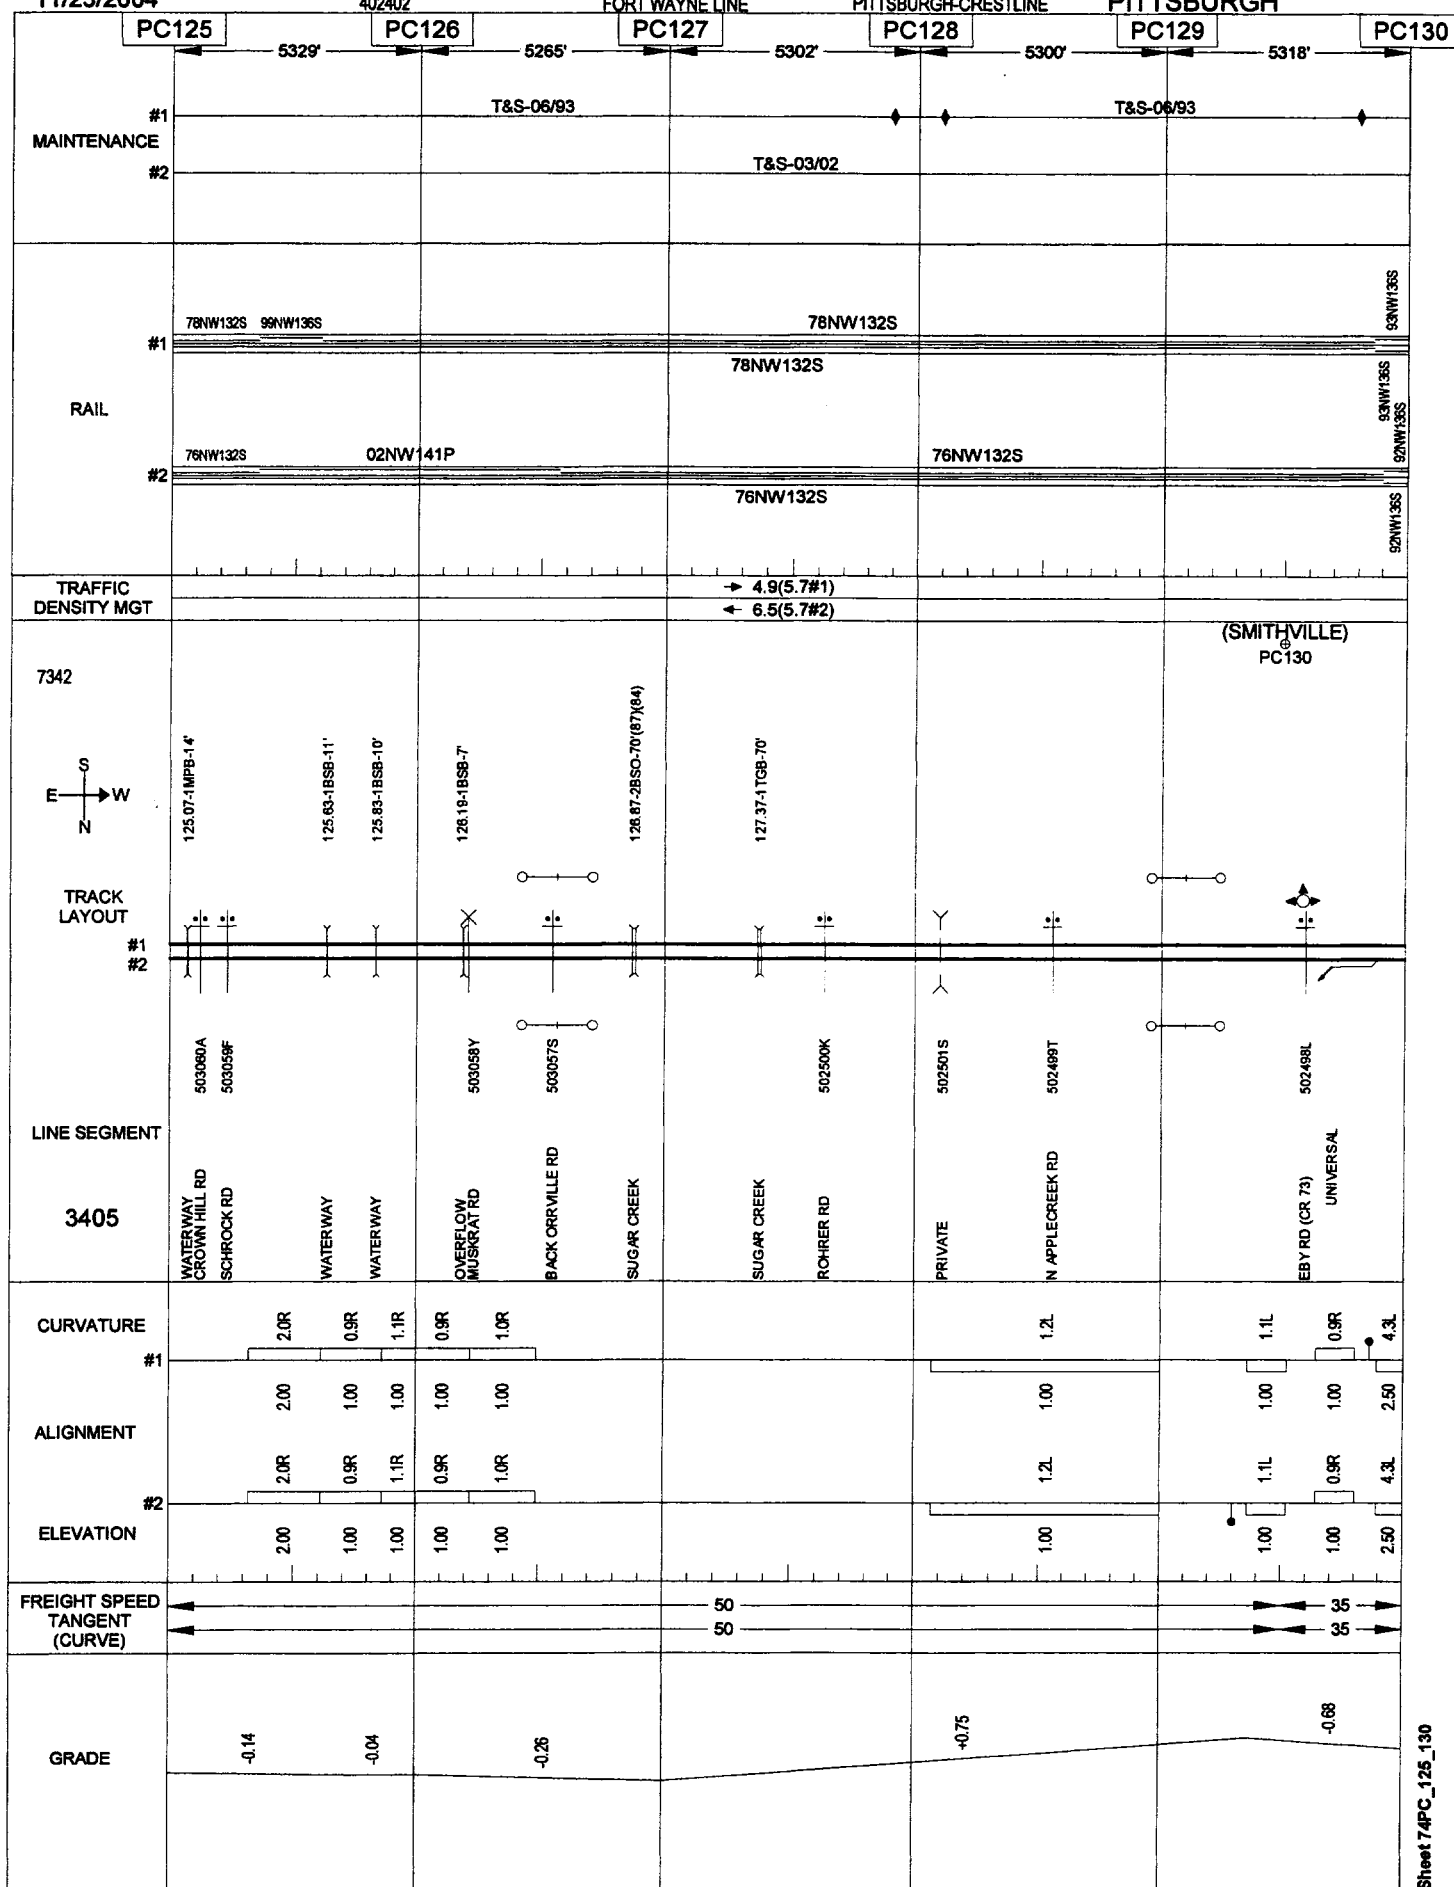 11/23/2004 402402 FORT WAYNE LINE PITTSBURGH-CRESTLINE PITTSBURGH
PC125 PC126 PC127 PC128 PC129 PC130
5329' 5265' 5302' 5300' 5318'
#1 T&S-06/93 T&S-06/93
MAINTENANCE
#2 T&S-03/02
78NW132S 99NW136S 78NW132S 93NW136S
#1
78NW132S 93NW136S
RAIL
76NW132S 02NW141P 76NW132S 92NW136S
#2
76NW132S 92NW136S
TRAFFIC
DENSITY MGT
→ 4.9(5.7#1)
← 6.5(5.7#2)
(SMITHVILLE)
PC130
7342
S
E W
N
125.07-1MPB-14'
125.63-1BSB-11'
125.83-1BSB-10'
126.19-1BSB-7'
126.87-2BSO-70'(87)(84)
127.37-1TGB-70'
TRACK
LAYOUT
#1
#2
503060A
503059F
503058Y
503057S
502500K
502501S
502499T
502498L
LINE SEGMENT
3405
WATERWAY
CROWN HILL RD
SCHROCK RD
WATERWAY
WATERWAY
OVERFLOW
MUSKRAT RD
BACK ORRVILLE RD
SUGAR CREEK
SUGAR CREEK
ROHRER RD
PRIVATE
N APPLECREEK RD
EBY RD (CR 73)
UNIVERSAL
CURVATURE
2.0R 0.9R 1.1R 0.9R 1.0R 1.2L 1.1L 0.9R 4.3L
#1
2.00 1.00 1.00 1.00 1.00 1.00 1.00 1.00 2.50
ALIGNMENT
2.0R 0.9R 1.1R 0.9R 1.0R 1.2L 1.1L 0.9R 4.3L
#2
ELEVATION
2.00 1.00 1.00 1.00 1.00 1.00 1.00 1.00 2.50
FREIGHT SPEED
TANGENT
(CURVE)
50 35
50 35
GRADE
-0.14 -0.04 -0.26 +0.75 -0.68
Sheet 74PC_125_130